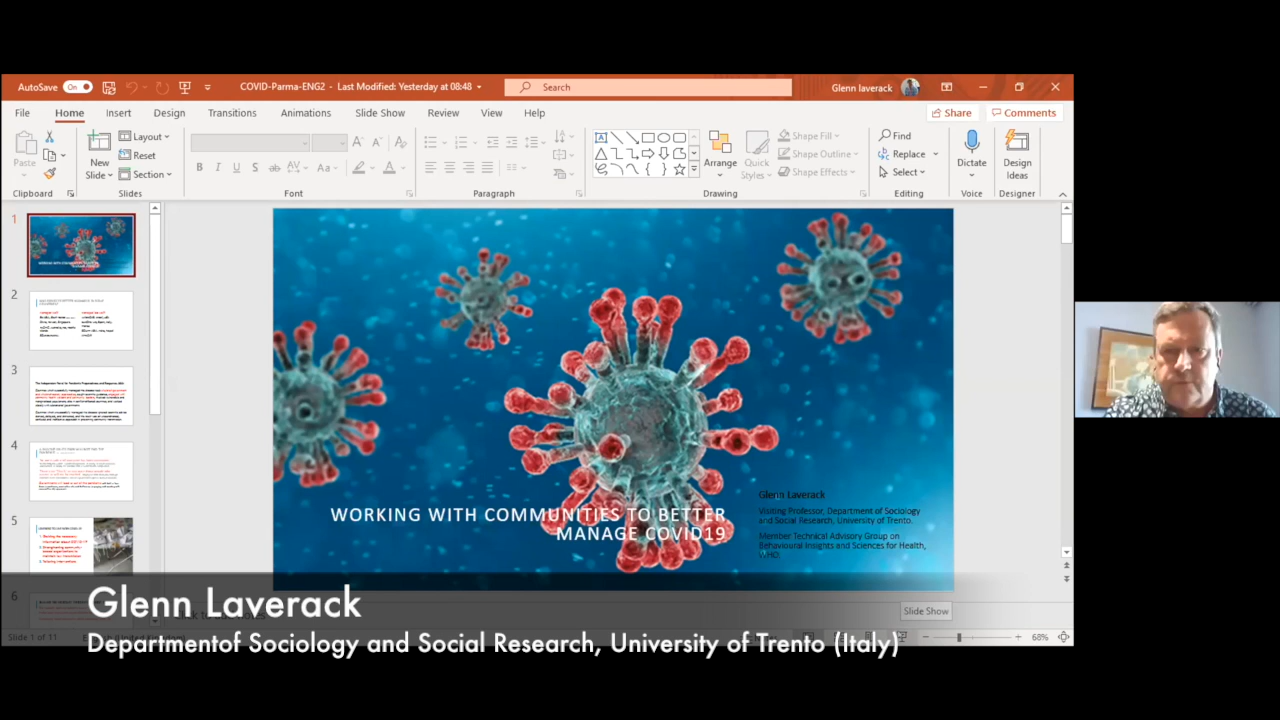 AutoSave On COVID-Parma-ENG2 - Last Modified: Yesterday at 08:48 Search Glenn laverack
File Home Insert Design Transitions Animations Slide Show Review View Help Share Comments
Paste
New Slide
Layout
Reset
Section
B I U S ab AV Aa A
Arrange
Quick Styles
Shape Fill
Shape Outline
Shape Effects
Find
Replace
Select
Dictate
Design Ideas
Clipboard Slides Font Paragraph Drawing Editing Voice Designer
1
2
3
4
5
6
WORKING WITH COMMUNITIES TO BETTER
MANAGE COVID19
Glenn Laverack
Visiting Professor, Department of Sociology
and Social Research, University of Trento.
Member Technical Advisory Group on
Behavioural Insights and Sciences for Health,
WHO.
Slide Show
Slide 1 of 11
68%
Glenn Laverack
Departmentof Sociology and Social Research, University of Trento (Italy)